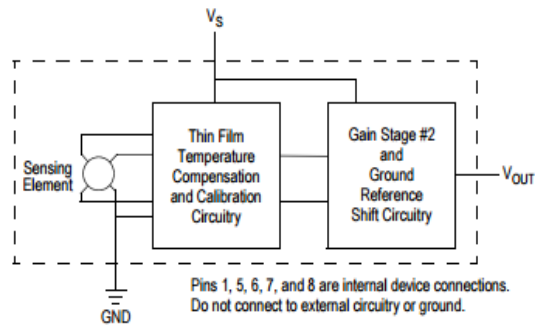 VS
Sensing
Element
Thin Film
Temperature
Compensation
and Calibration
Circuitry
Gain Stage #2
and
Ground
Reference
Shift Circuitry
VOUT
Pins 1, 5, 6, 7, and 8 are internal device connections.
Do not connect to external circuitry or ground.
GND